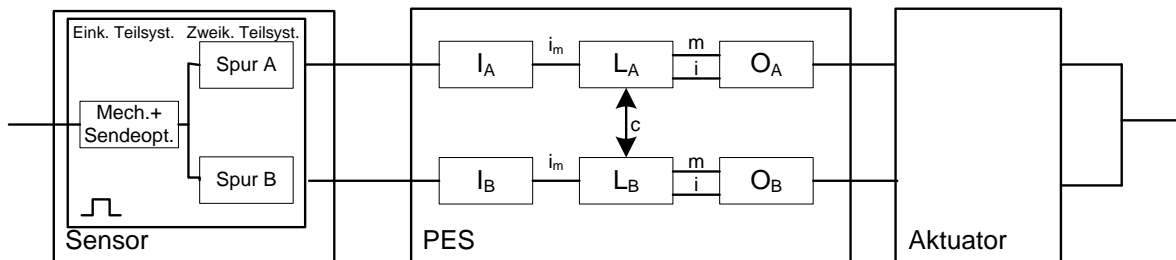 Eink. Teilsyst. Zweik. Teilsyst.
Spur A
Mech.+
Sendeopt.
Spur B
Sensor
I_A
i_m
L_A
m
i
O_A
c
I_B
i_m
L_B
m
i
O_B
PES
Aktuator